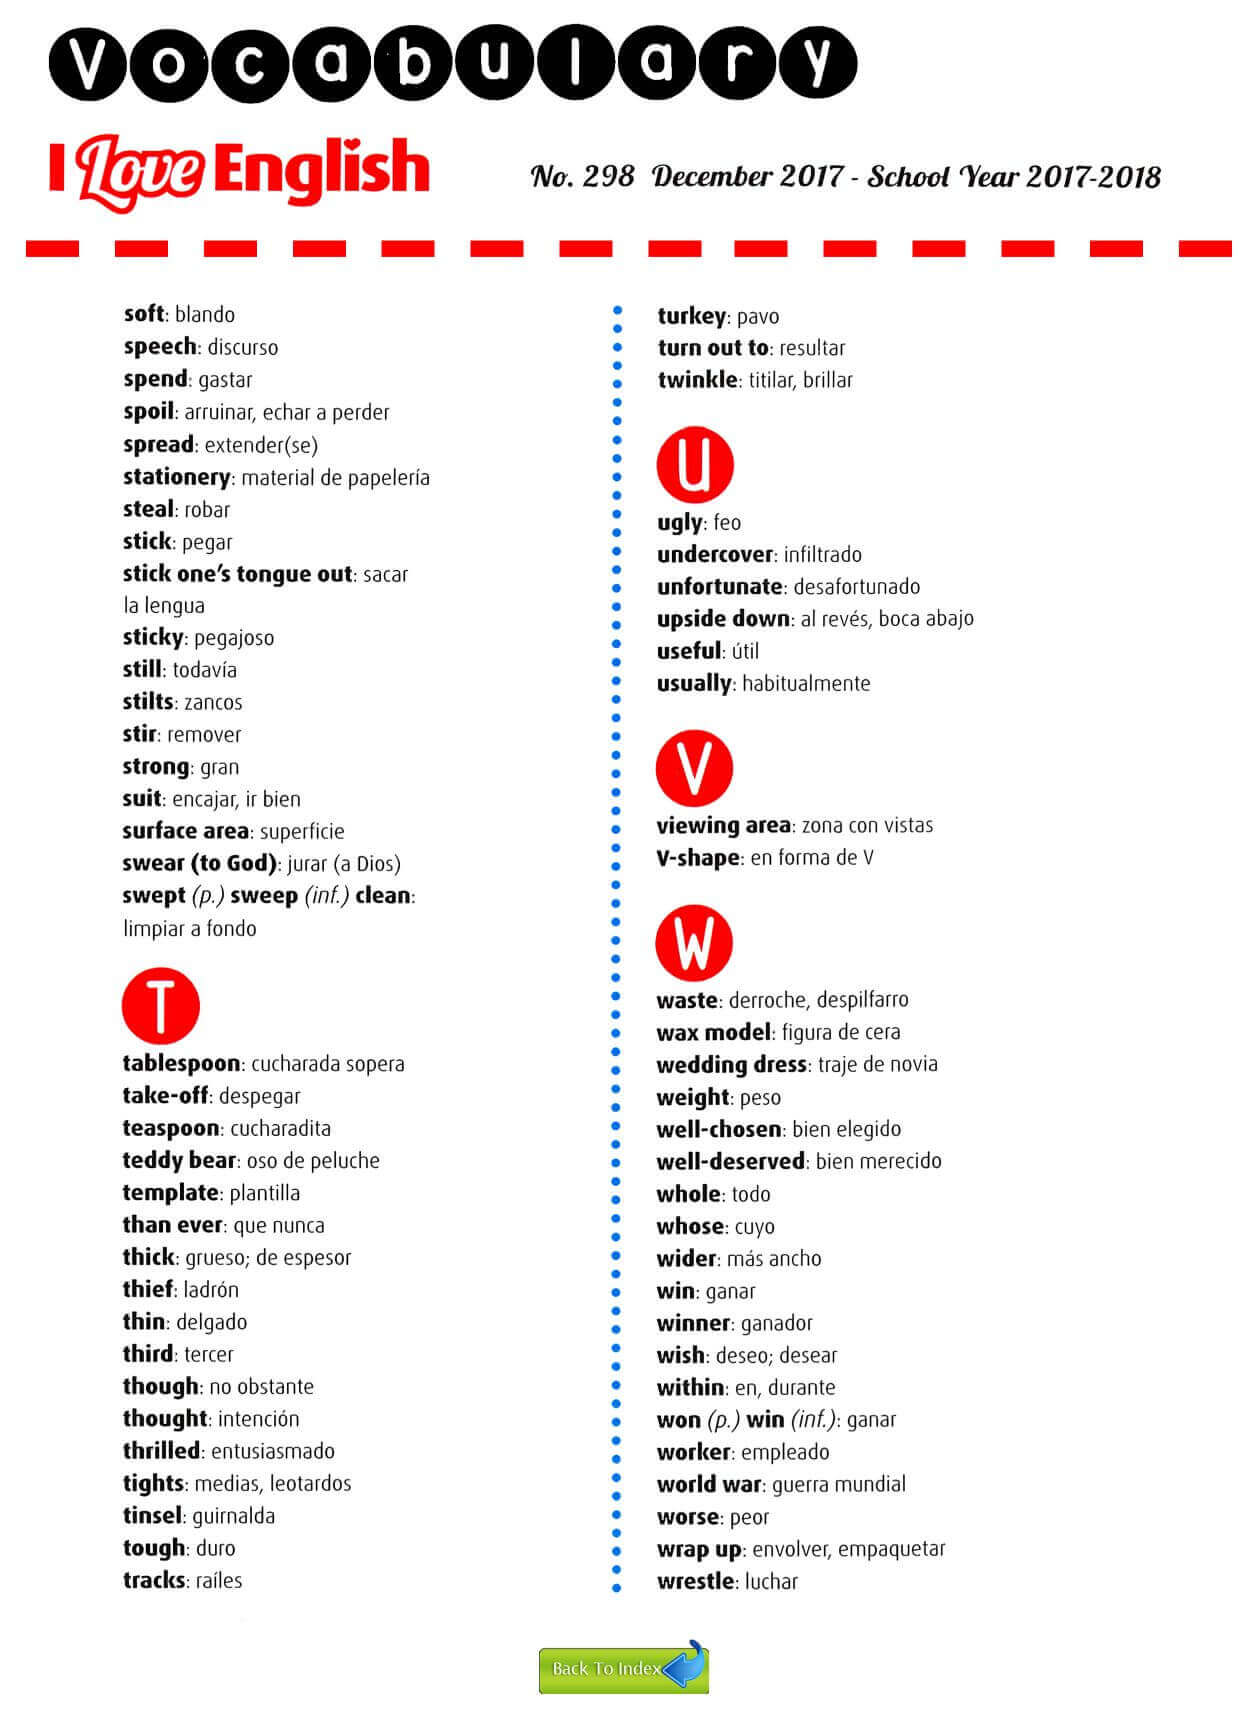 Vocabulary
I Love English
No. 298 December 2017 - School Year 2017-2018
soft: blando
speech: discurso
spend: gastar
spoil: arruinar, echar a perder
spread: extender(se)
stationery: material de papelería
steal: robar
stick: pegar
stick one's tongue out: sacar
la lengua
sticky: pegajoso
still: todavía
stilts: zancos
stir: remover
strong: gran
suit: encajar, ir bien
surface area: superficie
swear (to God): jurar (a Dios)
swept (p.) sweep (inf.) clean:
limpiar a fondo
T
tablespoon: cucharada sopera
take-off: despegar
teaspoon: cucharadita
teddy bear: oso de peluche
template: plantilla
than ever: que nunca
thick: grueso; de espesor
thief: ladrón
thin: delgado
third: tercer
though: no obstante
thought: intención
thrilled: entusiasmado
tights: medias, leotardos
tinsel: guirnalda
tough: duro
tracks: raíles
turkey: pavo
turn out to: resultar
twinkle: titilar, brillar
U
ugly: feo
undercover: infiltrado
unfortunate: desafortunado
upside down: al revés, boca abajo
useful: útil
usually: habitualmente
V
viewing area: zona con vistas
V-shape: en forma de V
W
waste: derroche, despilfarro
wax model: figura de cera
wedding dress: traje de novia
weight: peso
well-chosen: bien elegido
well-deserved: bien merecido
whole: todo
whose: cuyo
wider: más ancho
win: ganar
winner: ganador
wish: deseo; desear
within: en, durante
won (p.) win (inf.): ganar
worker: empleado
world war: guerra mundial
worse: peor
wrap up: envolver, empaquetar
wrestle: luchar
Back To Index